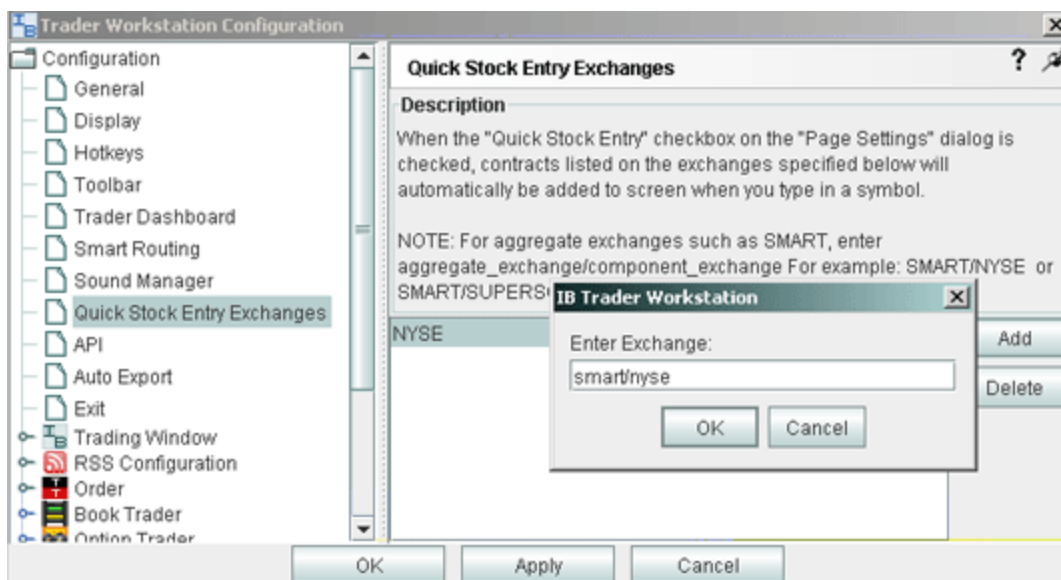 Trader Workstation Configuration
Configuration
General
Display
Hotkeys
Toolbar
Trader Dashboard
Smart Routing
Sound Manager
Quick Stock Entry Exchanges
API
Auto Export
Exit
Trading Window
RSS Configuration
Order
Book Trader
Option Trader
Quick Stock Entry Exchanges
?
Description
When the "Quick Stock Entry" checkbox on the "Page Settings" dialog is
checked, contracts listed on the exchanges specified below will
automatically be added to screen when you type in a symbol.
NOTE: For aggregate exchanges such as SMART, enter
aggregate_exchange/component_exchange For example: SMART/NYSE or
NYSE
Add
Delete
IB Trader Workstation
Enter Exchange:
smart/nyse
OK
Cancel
OK
Apply
Cancel